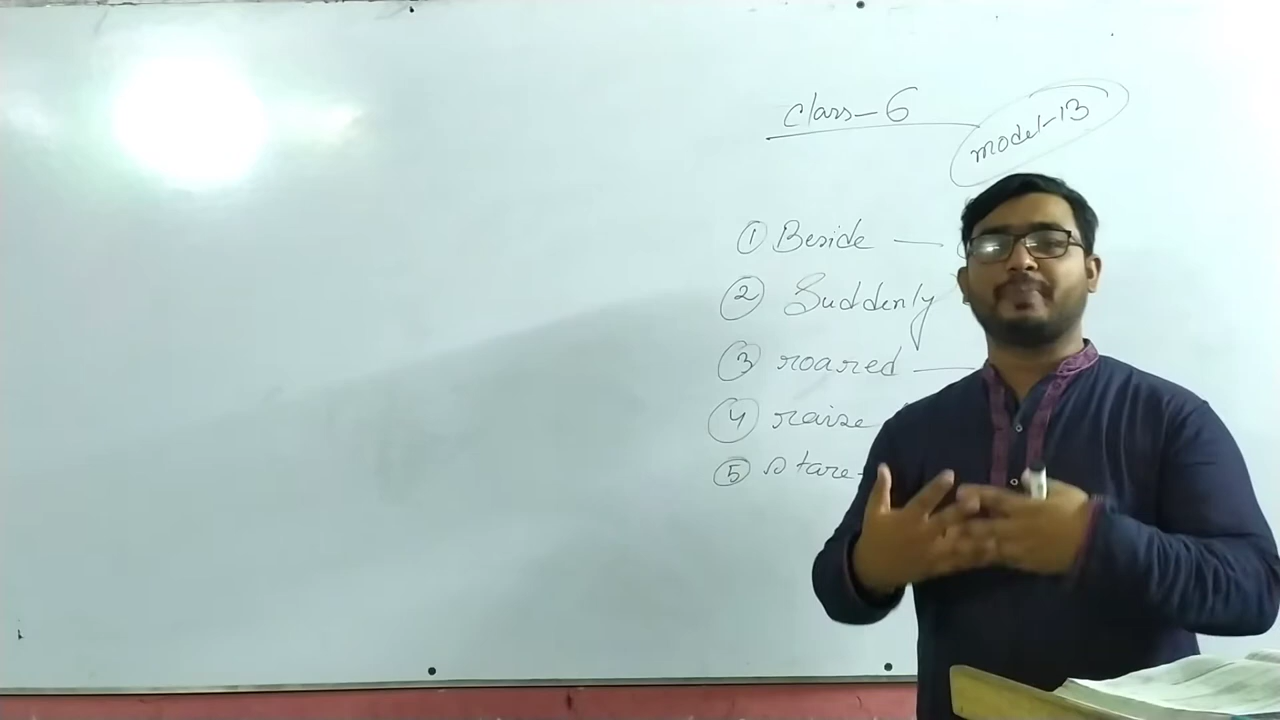 class-6
model-13
① Beside —
② Suddenly
③ roared —
④ raise
⑤ stare-